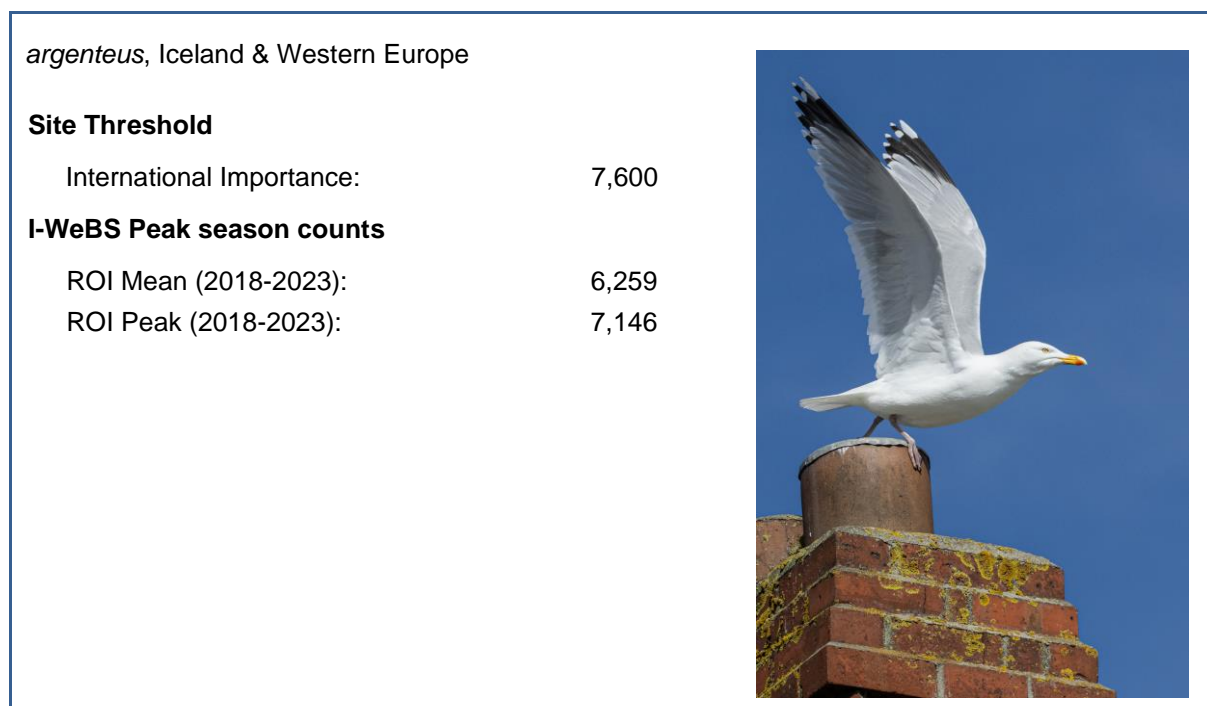 argenteus, Iceland & Western Europe
Site Threshold
International Importance: 7,600
I-WeBS Peak season counts
ROI Mean (2018-2023): 6,259
ROI Peak (2018-2023): 7,146